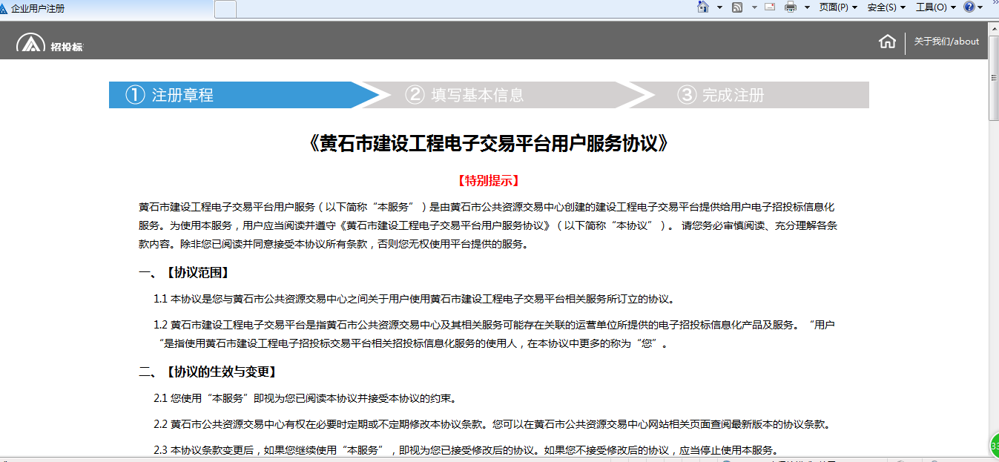 企业用户注册
页面(P)
安全(S)
工具(O)
招投标
关于我们/about
① 注册章程
② 填写基本信息
③ 完成注册
《黄石市建设工程电子交易平台用户服务协议》
【特别提示】
黄石市建设工程电子交易平台用户服务（以下简称“本服务”）是由黄石市公共资源交易中心创建的建设工程电子交易平台提供给用户电子招投标信息化
服务。为使用本服务，用户应当阅读并遵守《黄石市建设工程电子交易平台用户服务协议》（以下简称“本协议”）。 请您务必审慎阅读、充分理解各条
款内容。除非您已阅读并同意接受本协议所有条款，否则您无权使用平台提供的服务。
一、【协议范围】
1.1 本协议是您与黄石市公共资源交易中心之间关于用户使用黄石市建设工程电子交易平台相关服务所订立的协议。
1.2 黄石市建设工程电子交易平台是指黄石市公共资源交易中心及其相关服务可能存在关联的运营单位所提供的电子招投标信息化产品及服务。“用户
“是指使用黄石市建设工程电子招投标交易平台相关招投标信息化服务的使用人，在本协议中更多的称为“您”。
二、【协议的生效与变更】
2.1 您使用“本服务”即视为您已阅读本协议并接受本协议的约束。
2.2 黄石市公共资源交易中心有权在必要时定期或不定期修改本协议条款。您可以在黄石市公共资源交易中心网站相关页面查阅最新版本的协议条款。
2.3 本协议条款变更后，如果您继续使用“本服务”，即视为您已接受修改后的协议。如果您不接受修改后的协议，应当停止使用本服务。
33